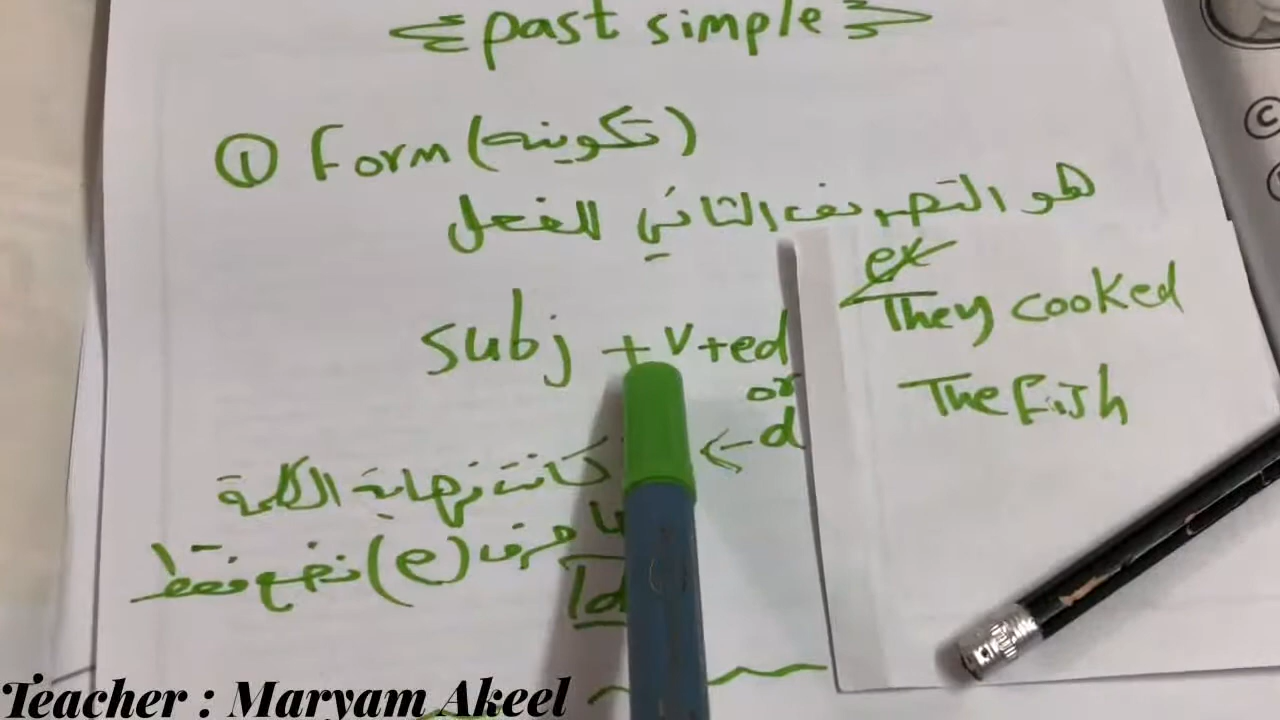 past simple
① Form (تكوينه)
هو التصريف الثاني للفعل
subj + v+ed
or
d
كانت نهاية الكلمة
حرف (e) نضع فقط
ex
They cooked
The fish
©
Teacher : Maryam Akeel